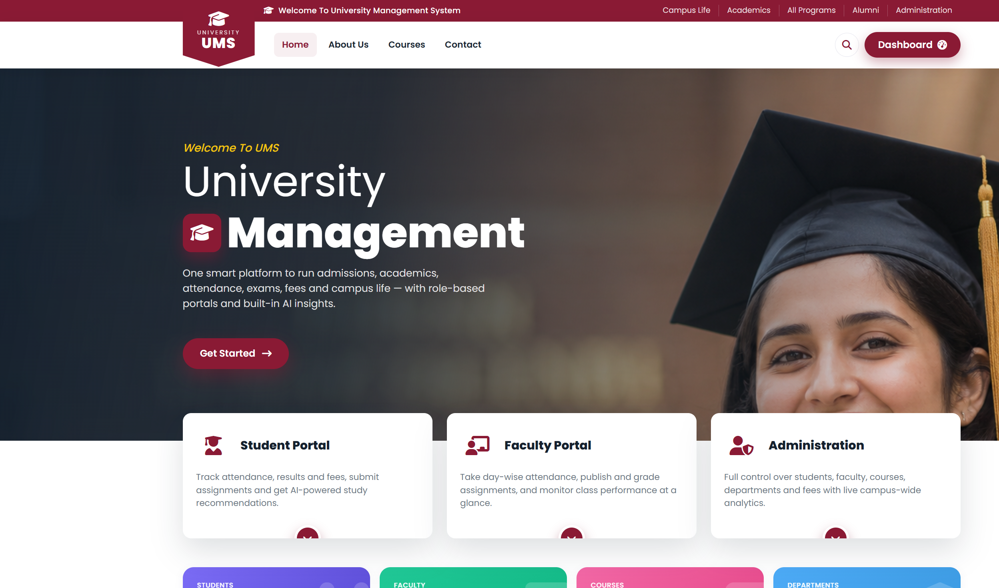 Welcome To University Management System
Campus Life
Academics
All Programs
Alumni
Administration
UNIVERSITY
UMS
Home
About Us
Courses
Contact
Dashboard
Welcome To UMS
University
Management
One smart platform to run admissions, academics,
attendance, exams, fees and campus life — with role-based
portals and built-in AI insights.
Get Started
Student Portal
Track attendance, results and fees, submit
assignments and get AI-powered study
recommendations.
Faculty Portal
Take day-wise attendance, publish and grade
assignments, and monitor class performance at a
glance.
Administration
Full control over students, faculty, courses,
departments and fees with live campus-wide
analytics.
STUDENTS
FACULTY
COURSES
DEPARTMENTS